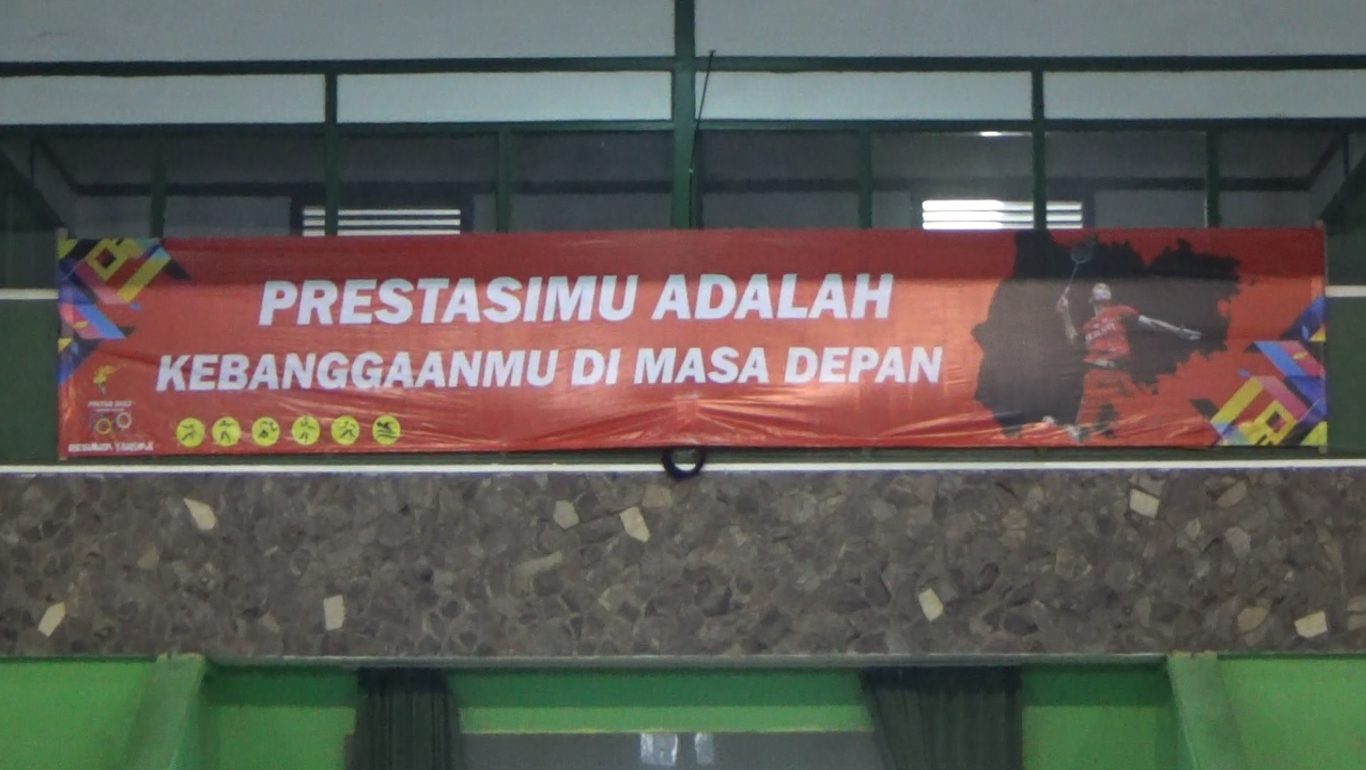 PRESTASIMU ADALAH
KEBANGGAANMU DI MASA DEPAN